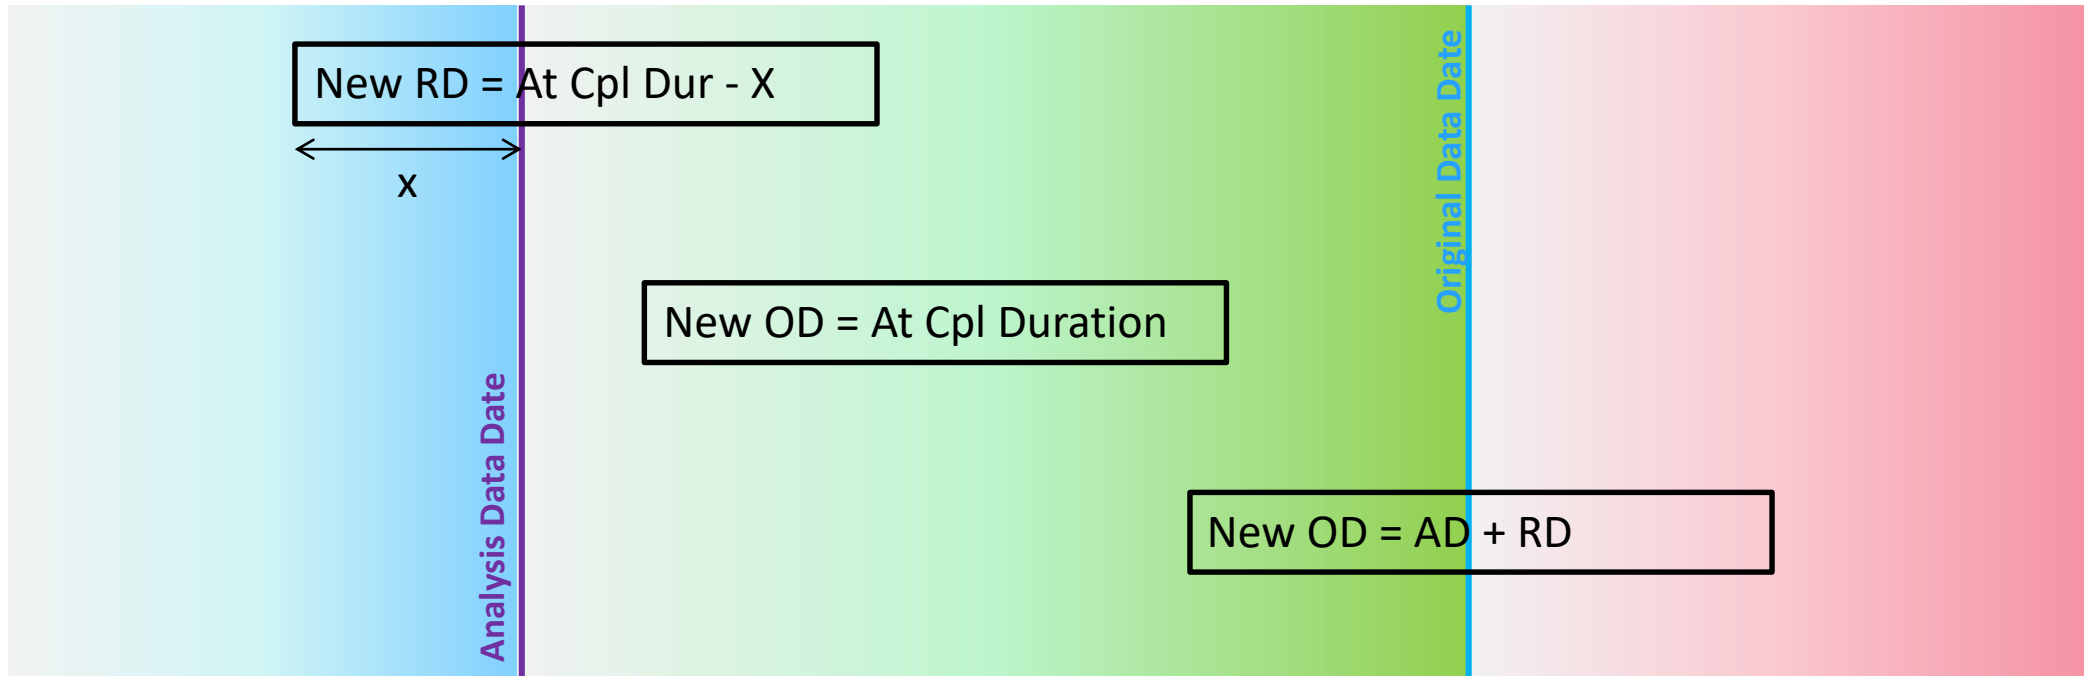 New RD = At Cpl Dur - X
x
Original Data Date
New OD = At Cpl Duration
Analysis Data Date
New OD = AD + RD